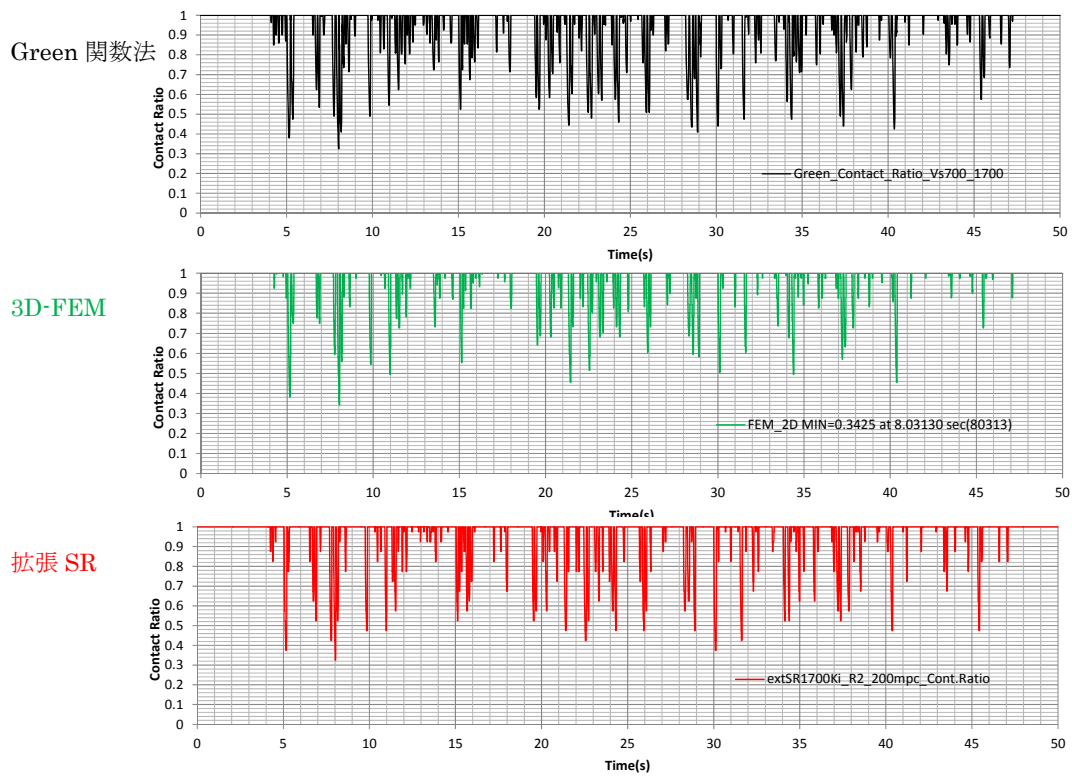 Green 関数法
Contact Ratio
1
0.9
0.8
0.7
0.6
0.5
0.4
0.3
0.2
0.1
0
Green_Contact_Ratio_Vs700_1700
0 5 10 15 20 25 30 35 40 45 50
Time(s)
3D-FEM
Contact Ratio
1
0.9
0.8
0.7
0.6
0.5
0.4
0.3
0.2
0.1
0
FEM_2D MIN=0.3425 at 8.03130 sec(80313)
0 5 10 15 20 25 30 35 40 45 50
Time(s)
拡張 SR
Contact Ratio
1
0.9
0.8
0.7
0.6
0.5
0.4
0.3
0.2
0.1
0
extSR1700Ki_R2_200mpc_Cont.Ratio
0 5 10 15 20 25 30 35 40 45 50
Time(s)